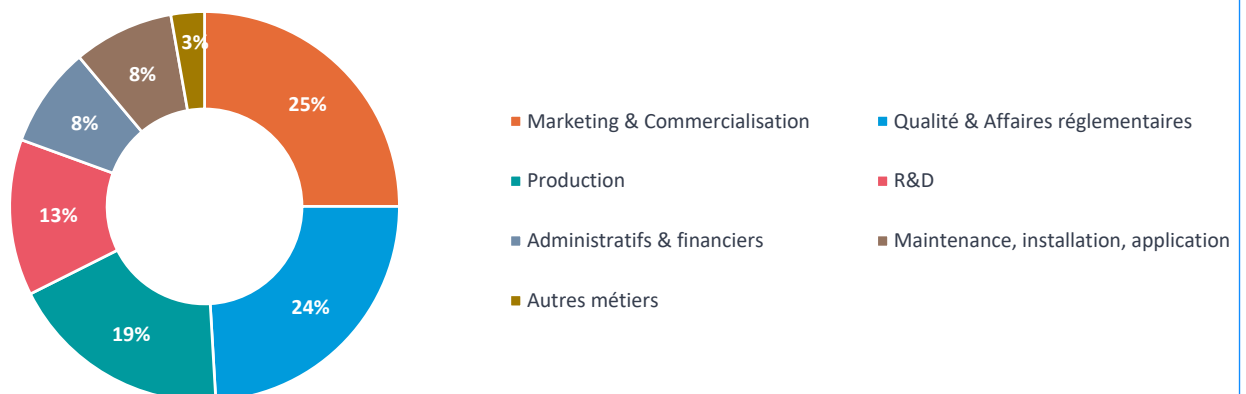 3%
8%
25%
8%
13%
24%
19%
Marketing & Commercialisation
Qualité & Affaires réglementaires
Production
R&D
Administratifs & financiers
Maintenance, installation, application
Autres métiers